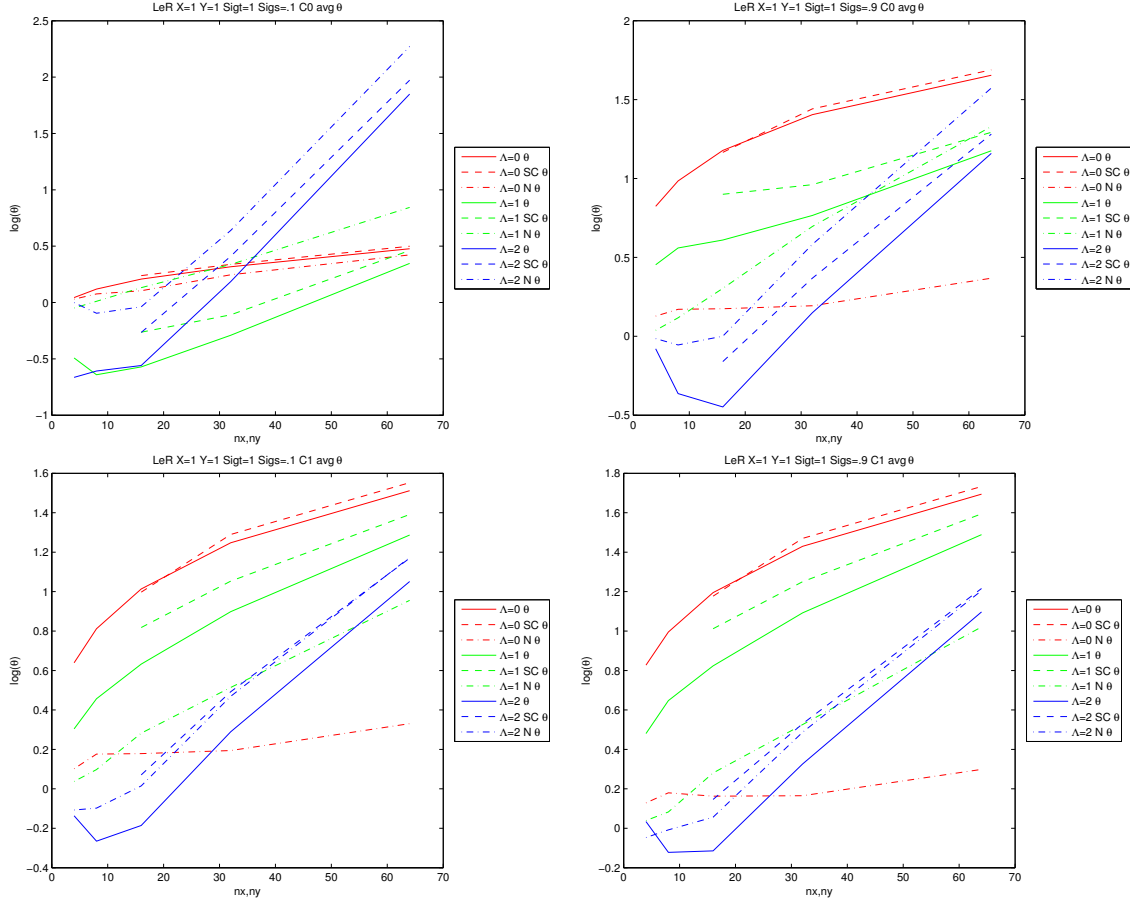 LeR X=1 Y=1 Sigt=1 Sigs=.1 C0 avg θ
log(θ)
2.5
2
1.5
1
0.5
0
−0.5
−1
0 10 20 30 40 50 60 70
nx,ny
Λ=0 θ
Λ=0 SC θ
Λ=0 N θ
Λ=1 θ
Λ=1 SC θ
Λ=1 N θ
Λ=2 θ
Λ=2 SC θ
Λ=2 N θ
LeR X=1 Y=1 Sigt=1 Sigs=.9 C0 avg θ
log(θ)
2
1.5
1
0.5
0
−0.5
0 10 20 30 40 50 60 70
nx,ny
Λ=0 θ
Λ=0 SC θ
Λ=0 N θ
Λ=1 θ
Λ=1 SC θ
Λ=1 N θ
Λ=2 θ
Λ=2 SC θ
Λ=2 N θ
LeR X=1 Y=1 Sigt=1 Sigs=.1 C1 avg θ
log(θ)
1.6
1.4
1.2
1
0.8
0.6
0.4
0.2
0
−0.2
−0.4
0 10 20 30 40 50 60 70
nx,ny
Λ=0 θ
Λ=0 SC θ
Λ=0 N θ
Λ=1 θ
Λ=1 SC θ
Λ=1 N θ
Λ=2 θ
Λ=2 SC θ
Λ=2 N θ
LeR X=1 Y=1 Sigt=1 Sigs=.9 C1 avg θ
log(θ)
1.8
1.6
1.4
1.2
1
0.8
0.6
0.4
0.2
0
−0.2
0 10 20 30 40 50 60 70
nx,ny
Λ=0 θ
Λ=0 SC θ
Λ=0 N θ
Λ=1 θ
Λ=1 SC θ
Λ=1 N θ
Λ=2 θ
Λ=2 SC θ
Λ=2 N θ